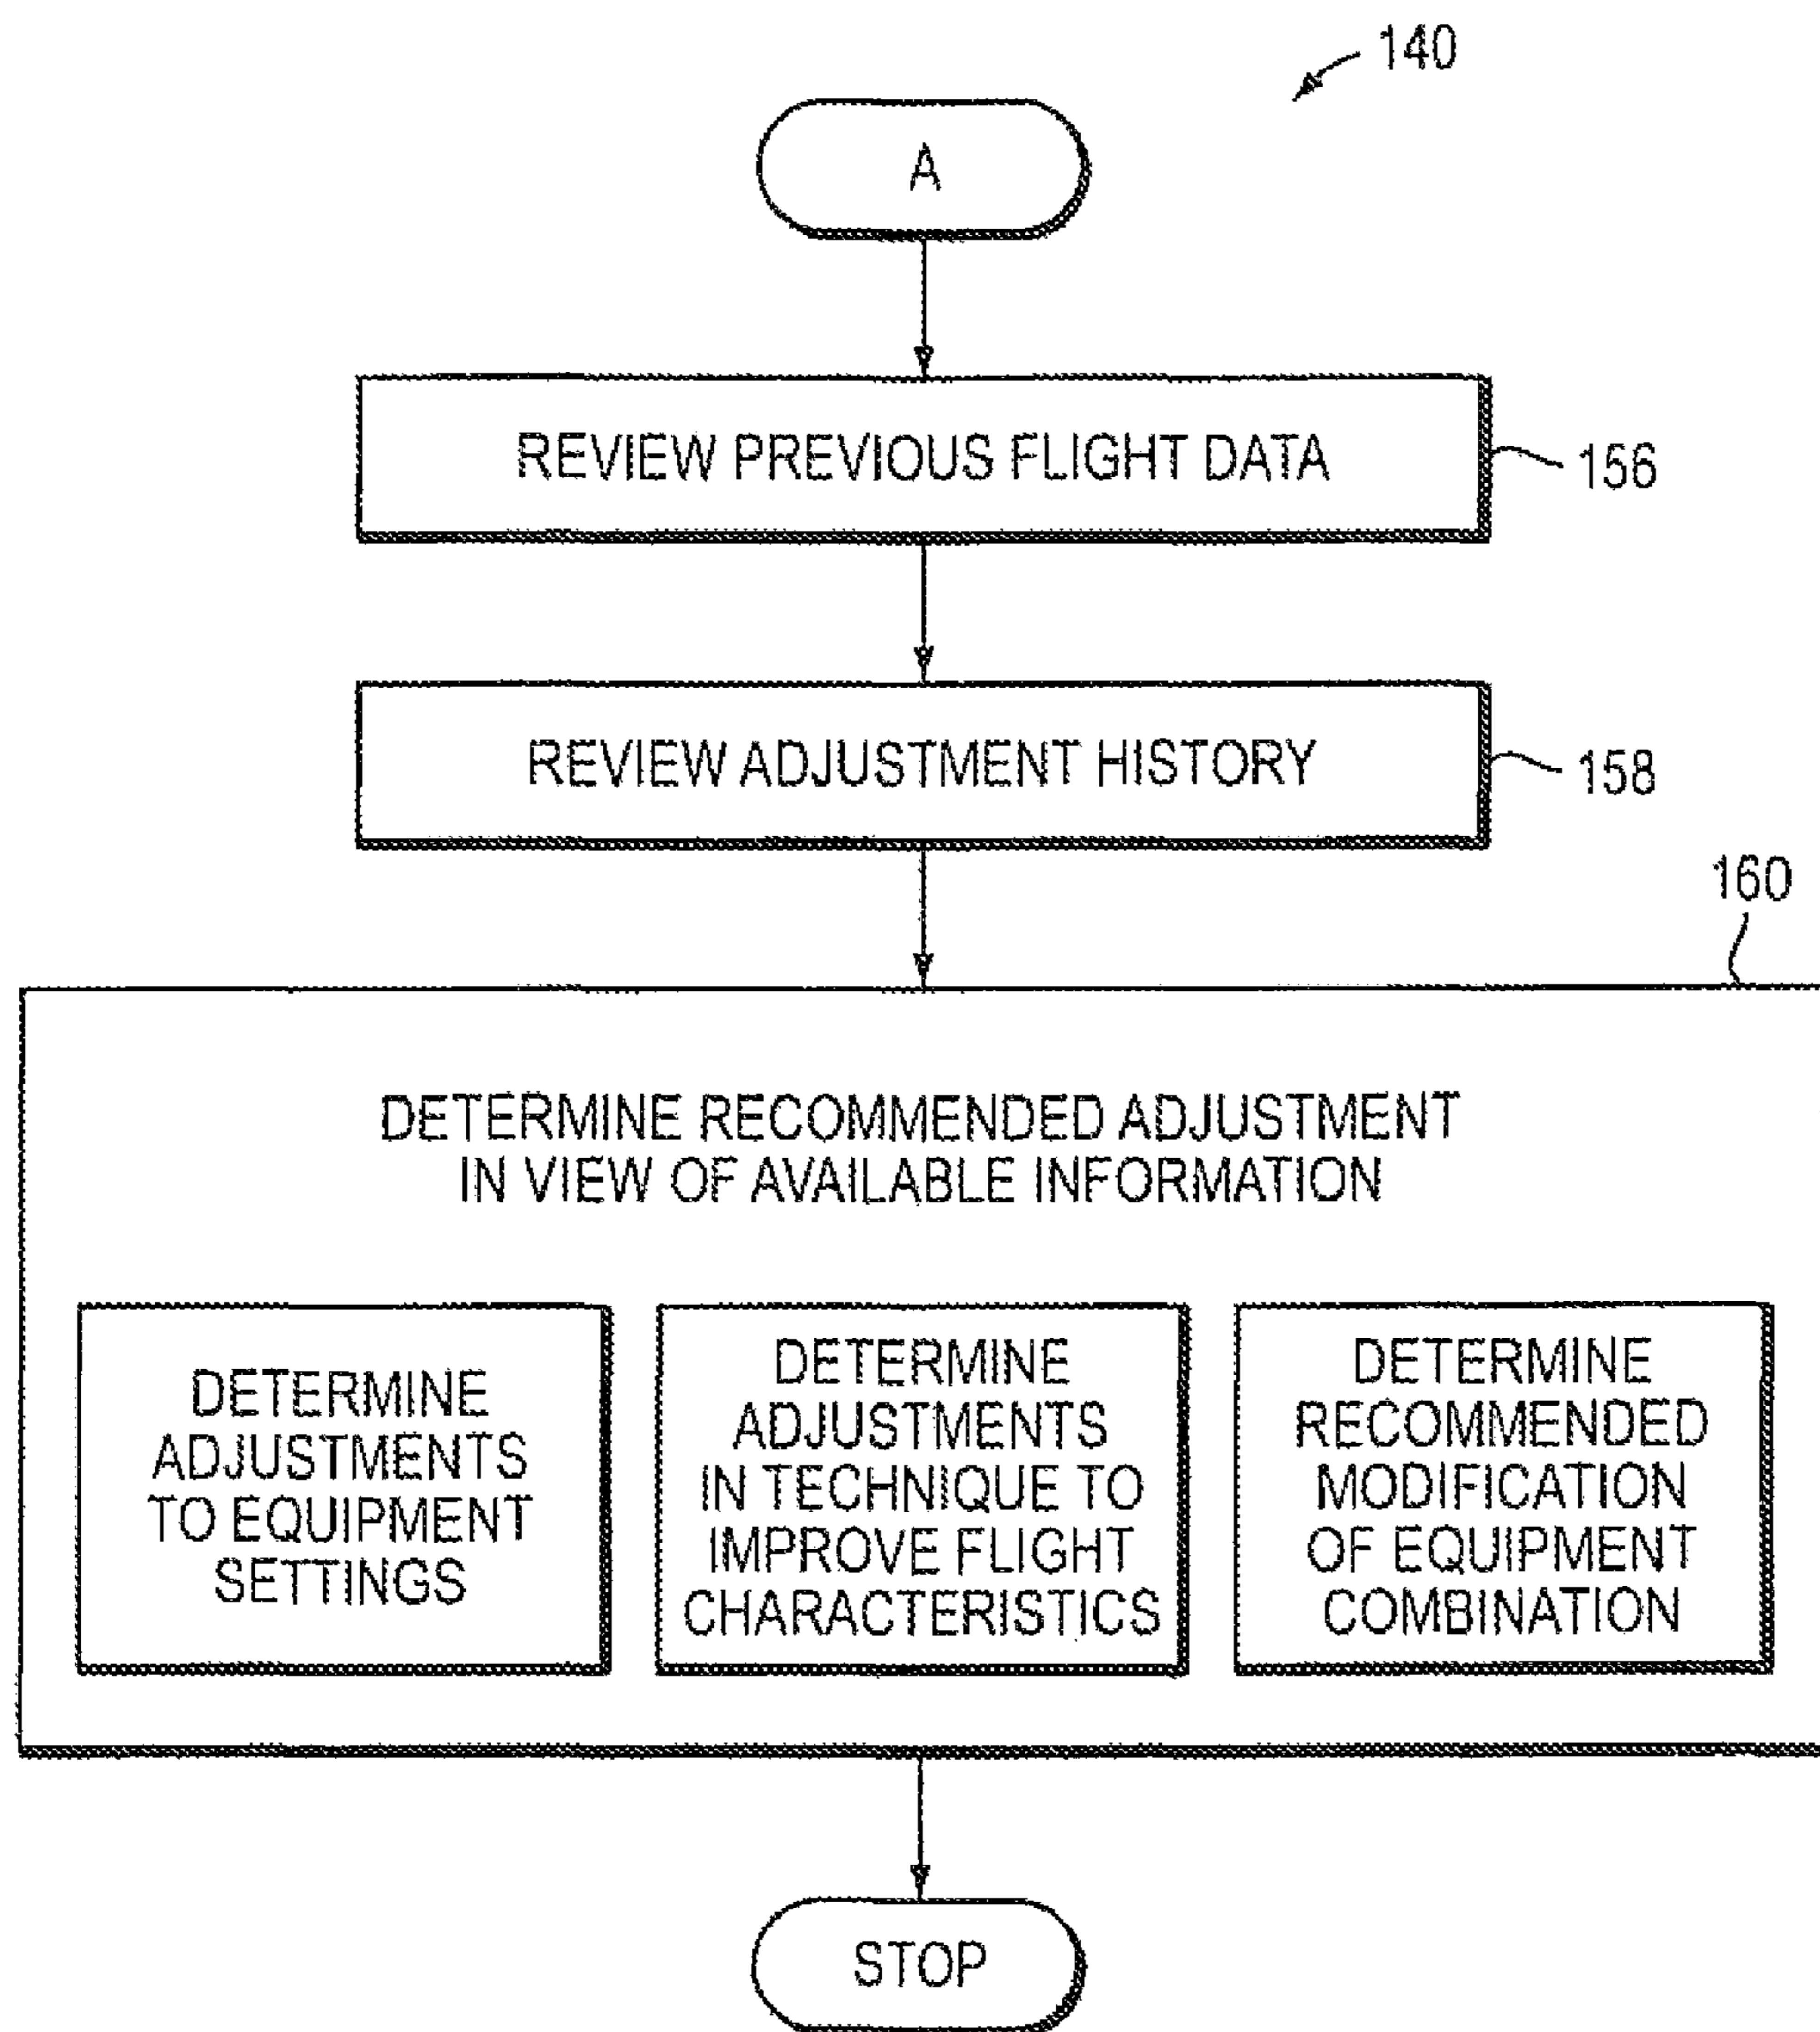 140
A
REVIEW PREVIOUS FLIGHT DATA
156
REVIEW ADJUSTMENT HISTORY
158
160
DETERMINE RECOMMENDED ADJUSTMENT
IN VIEW OF AVAILABLE INFORMATION
DETERMINE
ADJUSTMENTS
TO EQUIPMENT
SETTINGS
DETERMINE
ADJUSTMENTS
IN TECHNIQUE TO
IMPROVE FLIGHT
CHARACTERISTICS
DETERMINE
RECOMMENDED
MODIFICATION
OF EQUIPMENT
COMBINATION
STOP